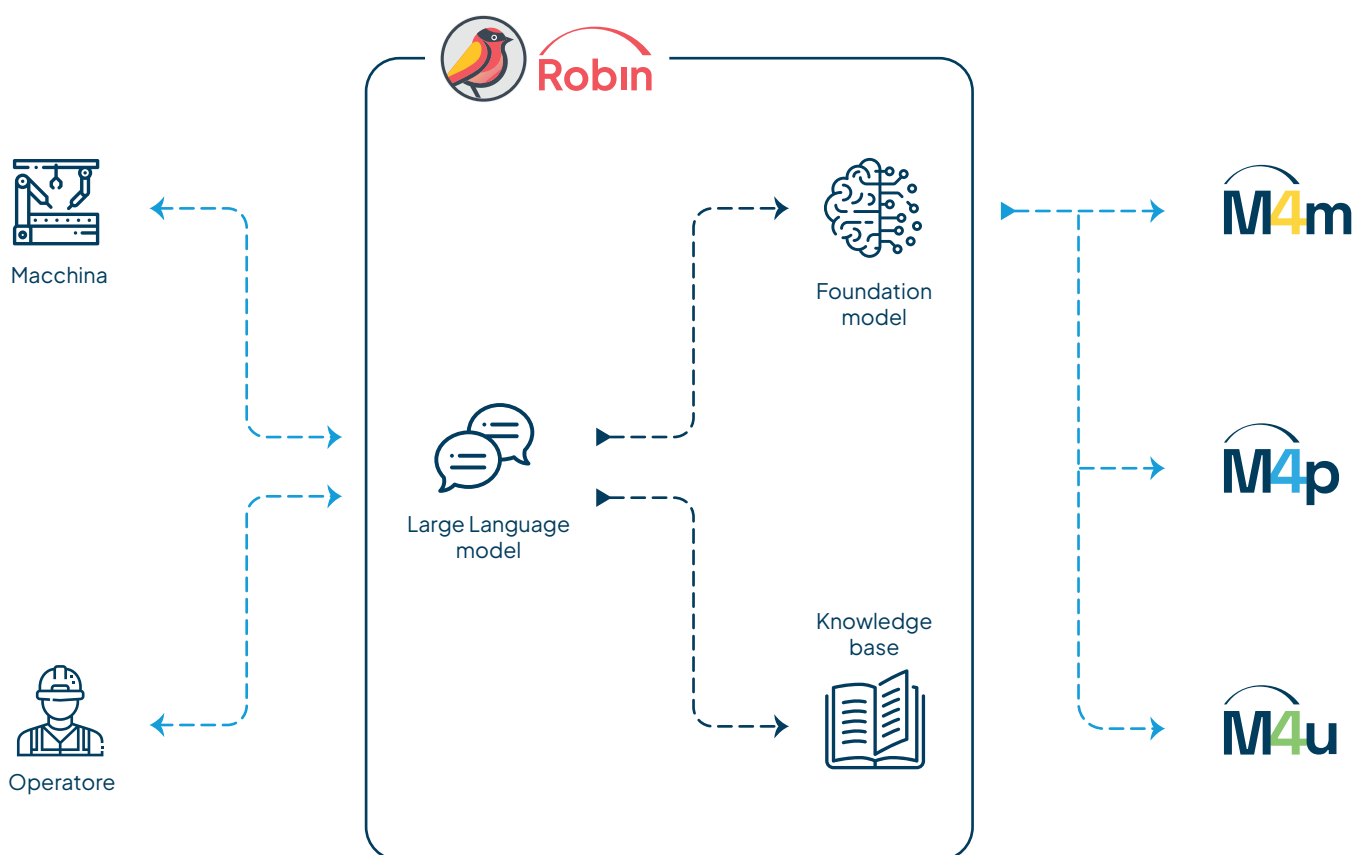 Robin
Macchina
Foundation
model
M4m
Large Language
model
M4p
Knowledge
base
M4u
Operatore